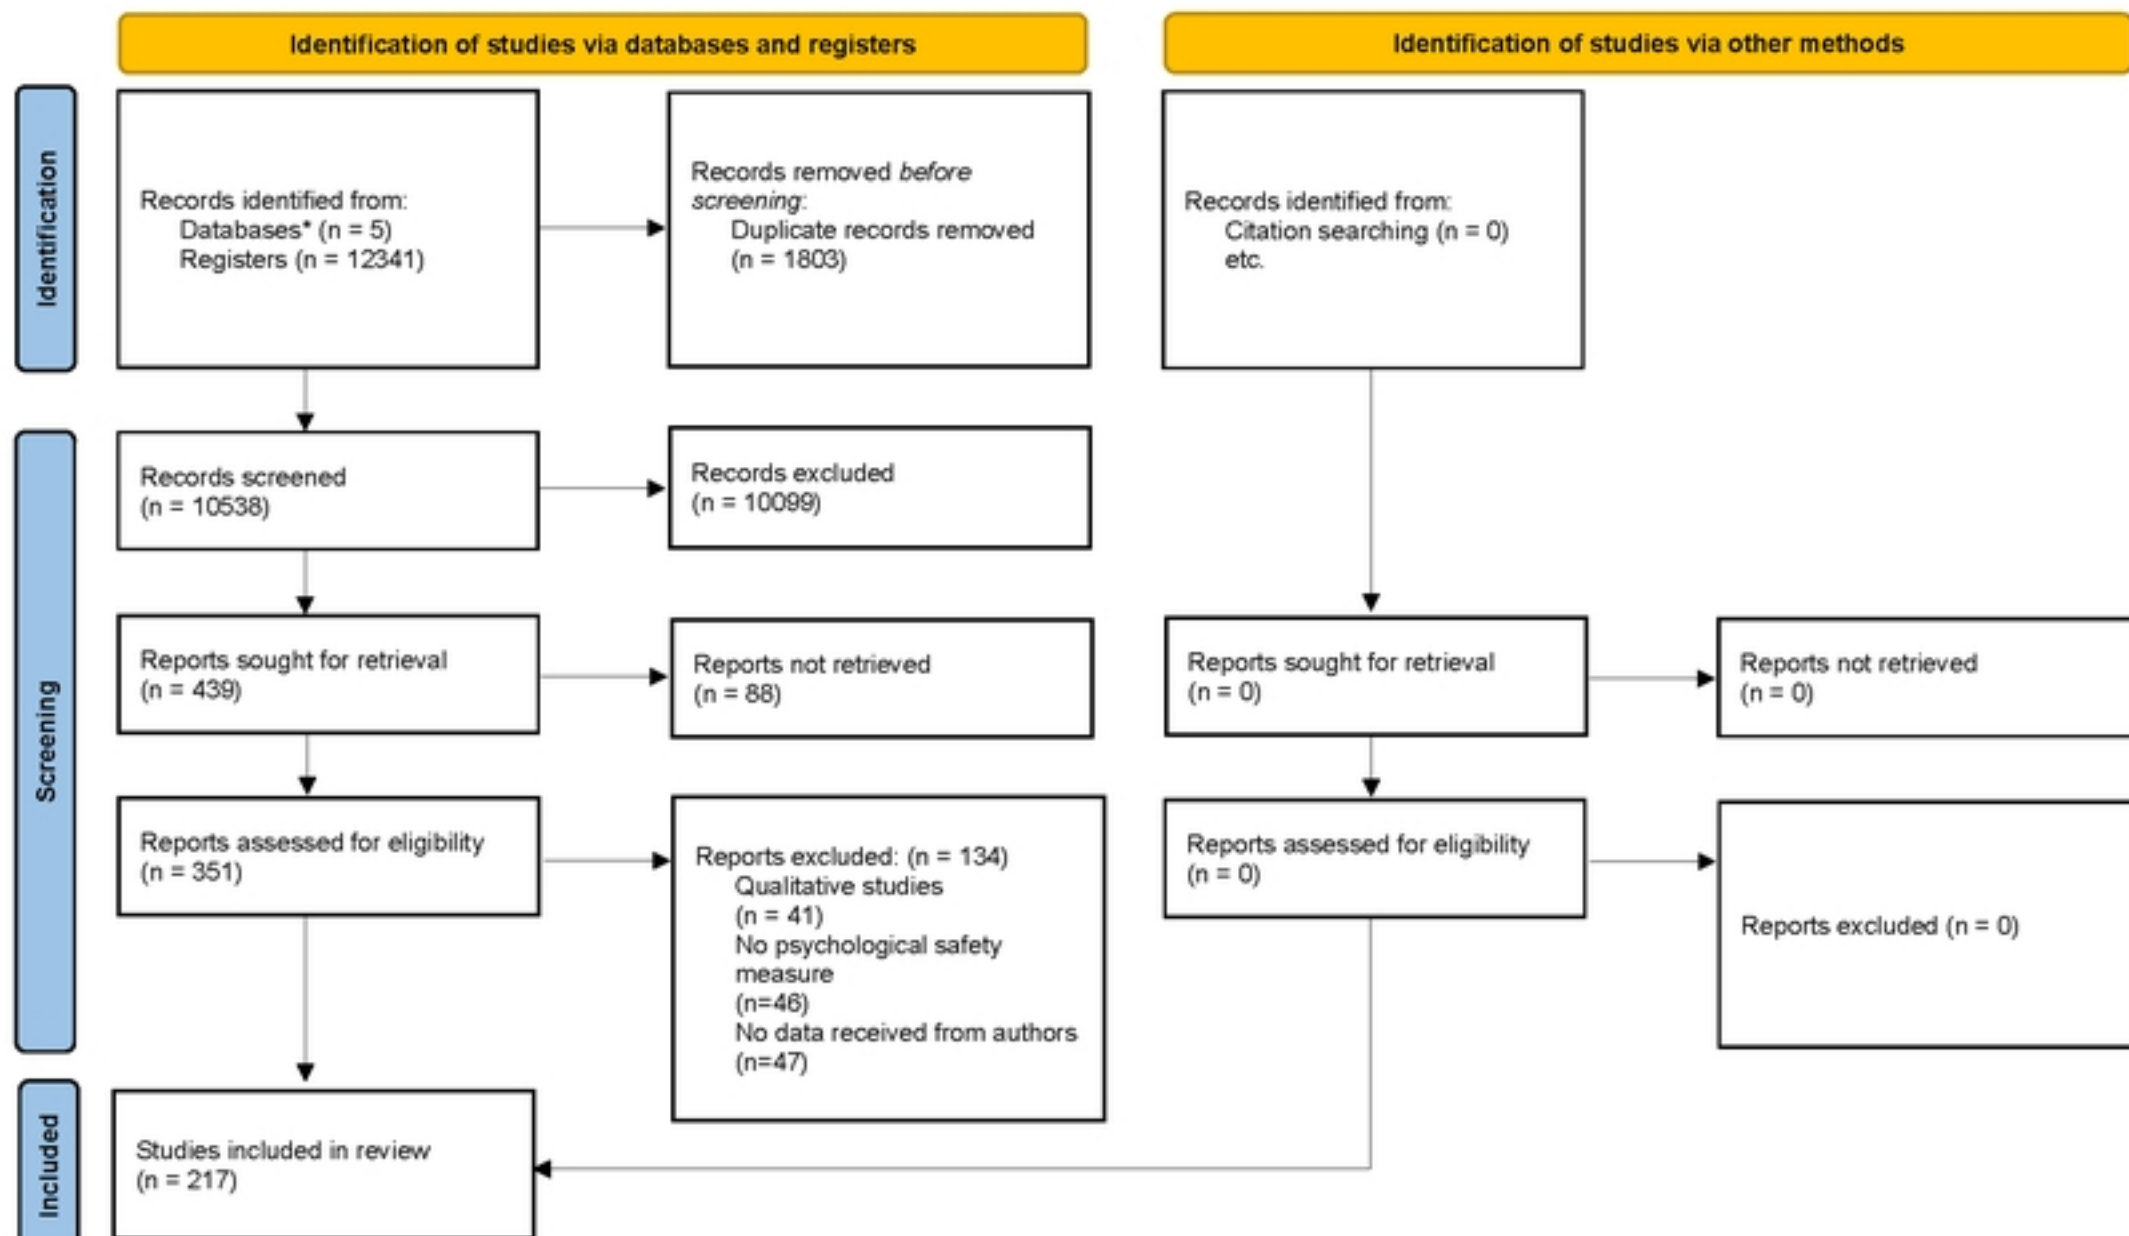 Identification of studies via databases and registers
Identification of studies via other methods
Identification
Records identified from:
Databases* (n = 5)
Registers (n = 12341)
Records removed before
screening:
Duplicate records removed
(n = 1803)
Records identified from:
Citation searching (n = 0)
etc.
Screening
Records screened
(n = 10538)
Records excluded
(n = 10099)
Reports sought for retrieval
(n = 439)
Reports not retrieved
(n = 88)
Reports sought for retrieval
(n = 0)
Reports not retrieved
(n = 0)
Reports assessed for eligibility
(n = 351)
Reports excluded: (n = 134)
Qualitative studies
(n = 41)
No psychological safety
measure
(n=46)
No data received from authors
(n=47)
Reports assessed for eligibility
(n = 0)
Reports excluded (n = 0)
Included
Studies included in review
(n = 217)